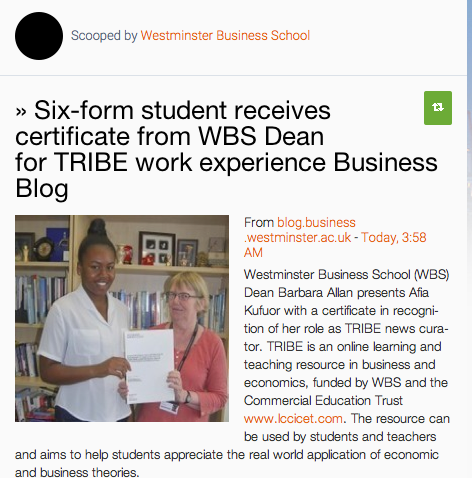 Scooped by Westminster Business School
» Six-form student receives
certificate from WBS Dean
for TRIBE work experience Business
Blog
From blog.business
.westminster.ac.uk - Today, 3:58
AM
Westminster Business School (WBS)
Dean Barbara Allan presents Afia
Kufuor with a certificate in recogni-
tion of her role as TRIBE news cura-
tor. TRIBE is an online learning and
teaching resource in business and
economics, funded by WBS and the
Commercial Education Trust
www.lccicet.com. The resource can
be used by students and teachers
and aims to help students appreciate the real world application of economic
and business theories.